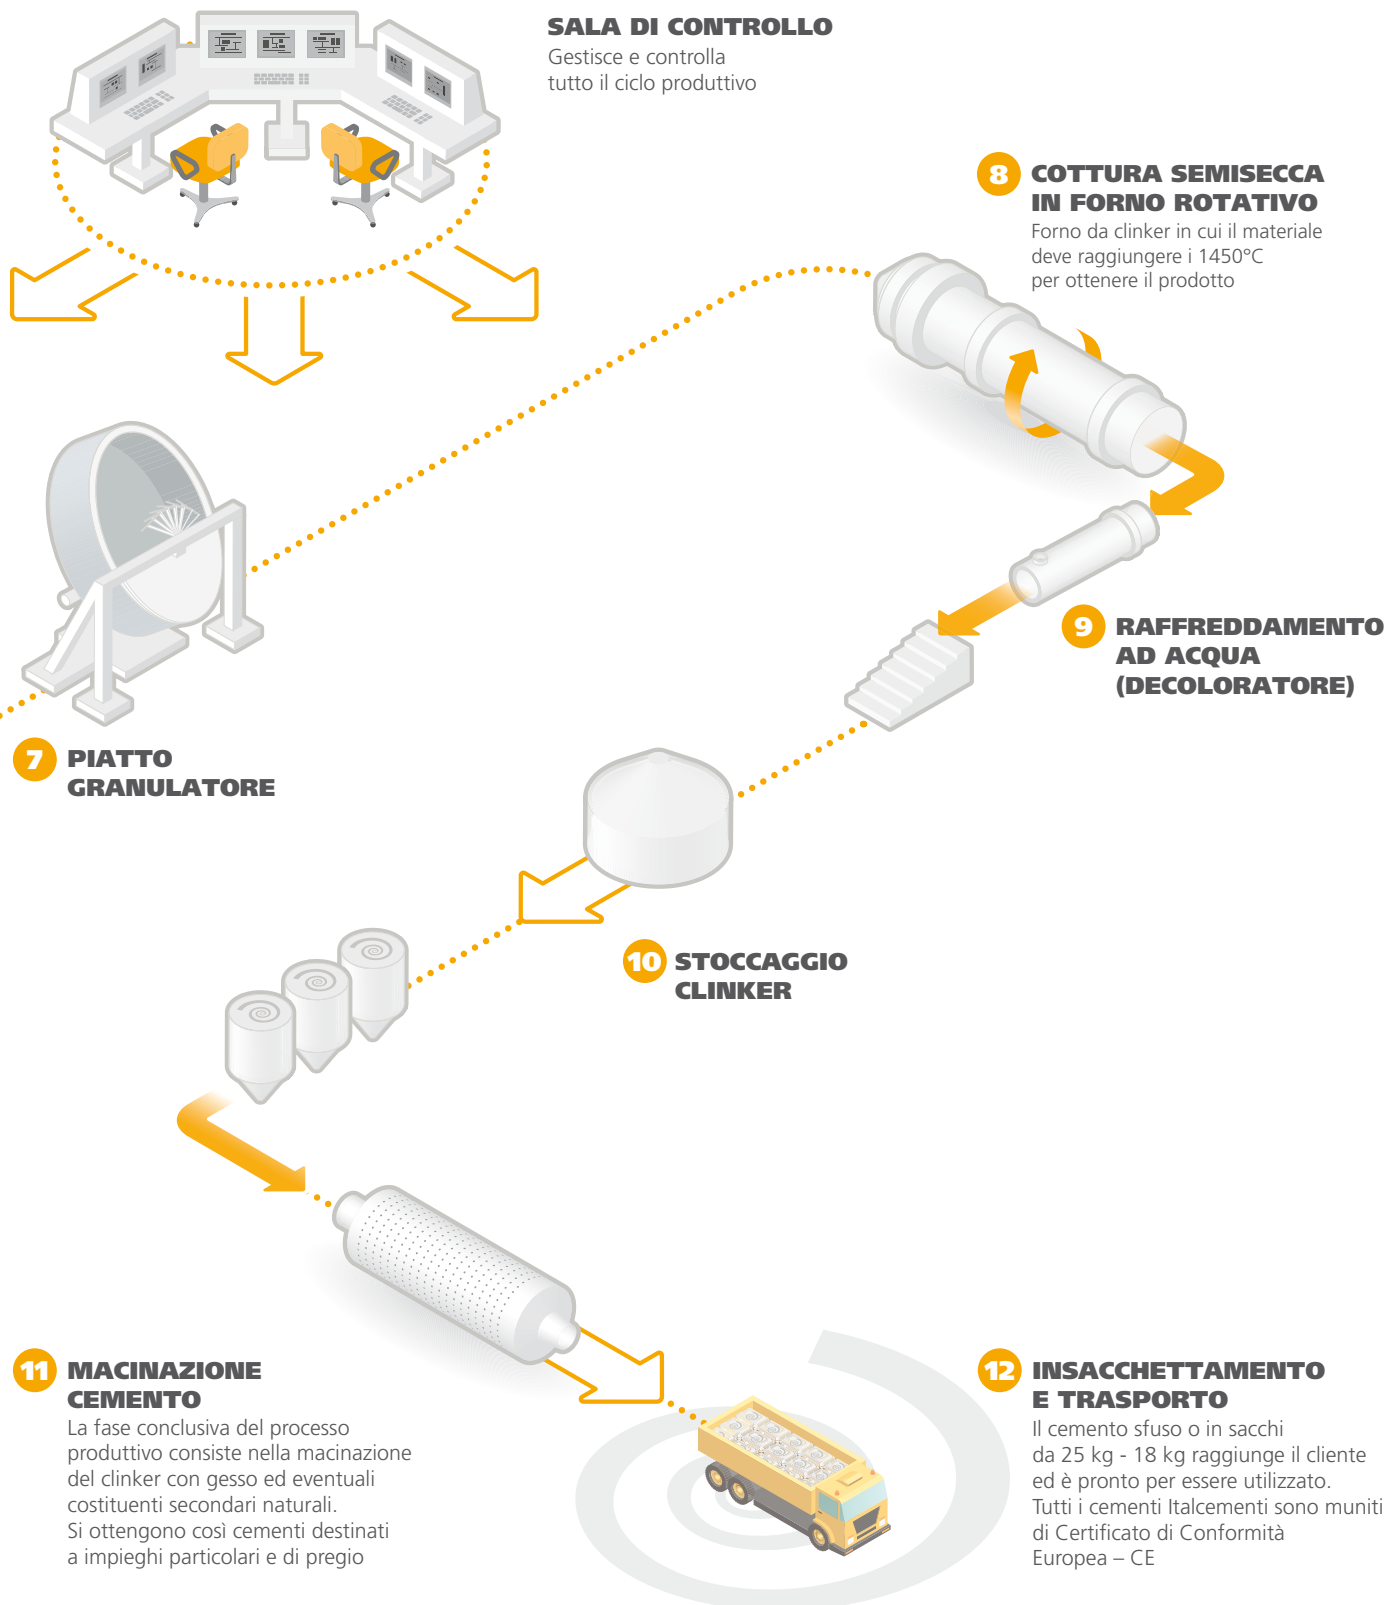 SALA DI CONTROLLO
Gestisce e controlla
tutto il ciclo produttivo
8 COTTURA SEMISECCA
IN FORNO ROTATIVO
Forno da clinker in cui il materiale
deve raggiungere i 1450°C
per ottenere il prodotto
9 RAFFREDDAMENTO
AD ACQUA
(DECOLORATORE)
7 PIATTO
GRANULATORE
10 STOCCAGGIO
CLINKER
11 MACINAZIONE
CEMENTO
La fase conclusiva del processo
produttivo consiste nella macinazione
del clinker con gesso ed eventuali
costituenti secondari naturali.
Si ottengono così cementi destinati
a impieghi particolari e di pregio
12 INSACCHETTAMENTO
E TRASPORTO
Il cemento sfuso o in sacchi
da 25 kg - 18 kg raggiunge il cliente
ed è pronto per essere utilizzato.
Tutti i cementi Italcementi sono muniti
di Certificato di Conformità
Europea – CE